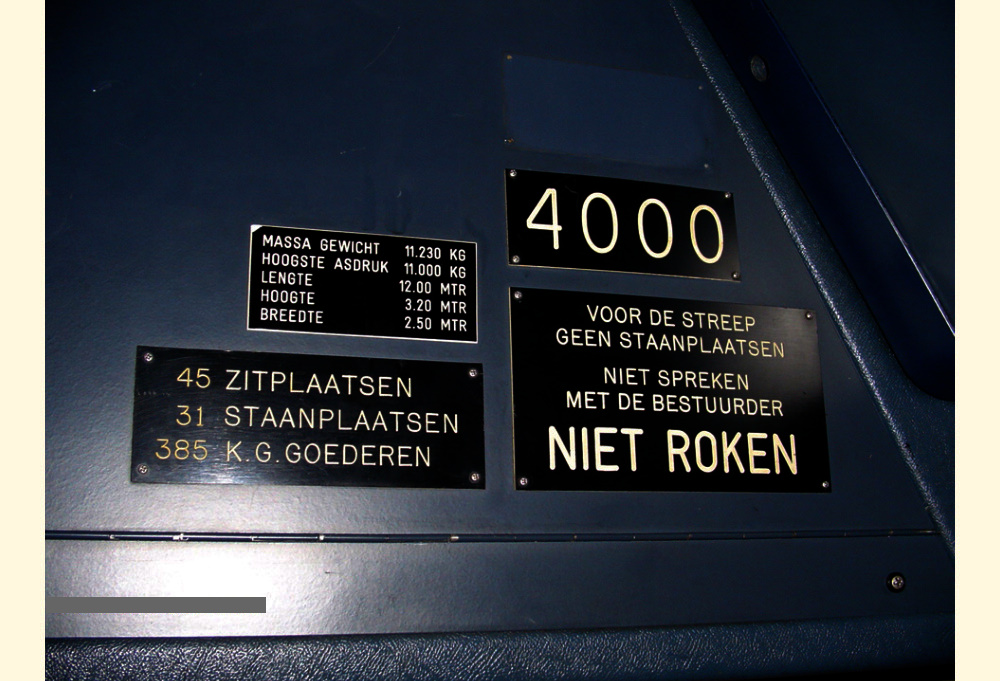 4000
MASSA GEWICHT 11.230 KG
HOOGSTE ASDRUK 11.000 KG
LENGTE 12.00 MTR
HOOGTE 3.20 MTR
BREEDTE 2.50 MTR
45 ZITPLAATSEN
31 STAANPLAATSEN
385 K.G.GOEDEREN
VOOR DE STREEP
GEEN STAANPLAATSEN
NIET SPREKEN
MET DE BESTUURDER
NIET ROKEN